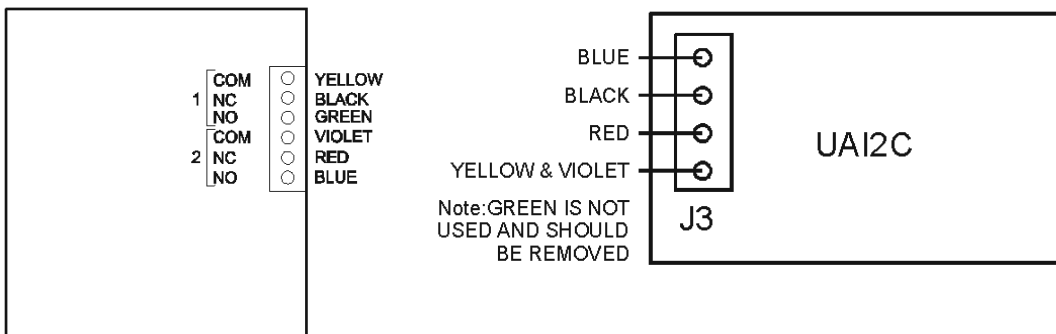 COM YELLOW
1 NC BLACK
NO GREEN
COM VIOLET
2 NC RED
NO BLUE
BLUE
BLACK
RED
YELLOW & VIOLET
Note:GREEN IS NOT
USED AND SHOULD
BE REMOVED
J3
UAI2C